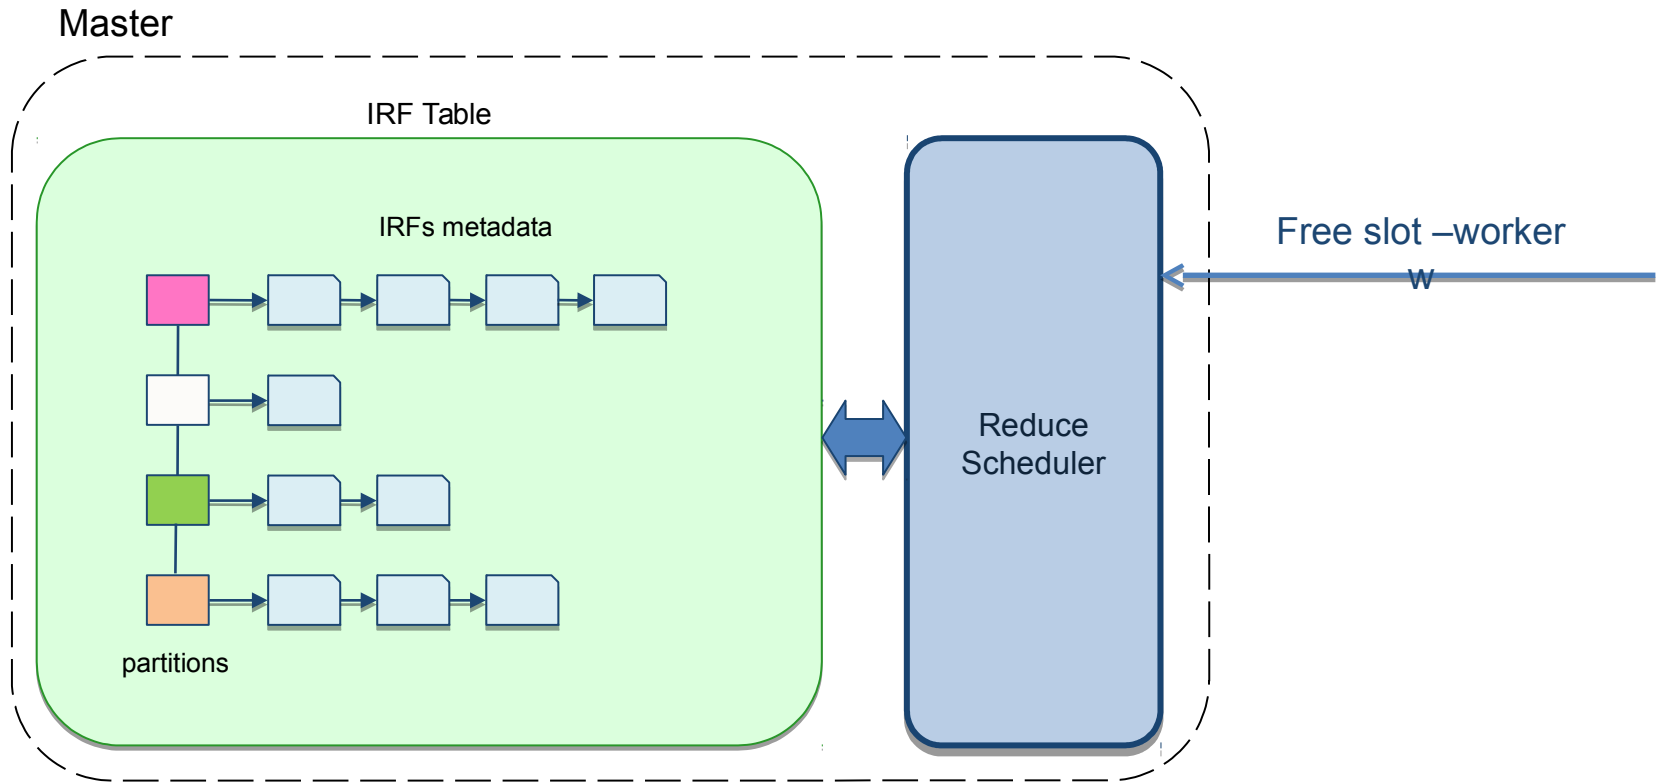 Master
IRF Table
IRFs metadata
Free slot –worker
w
Reduce
Scheduler
partitions